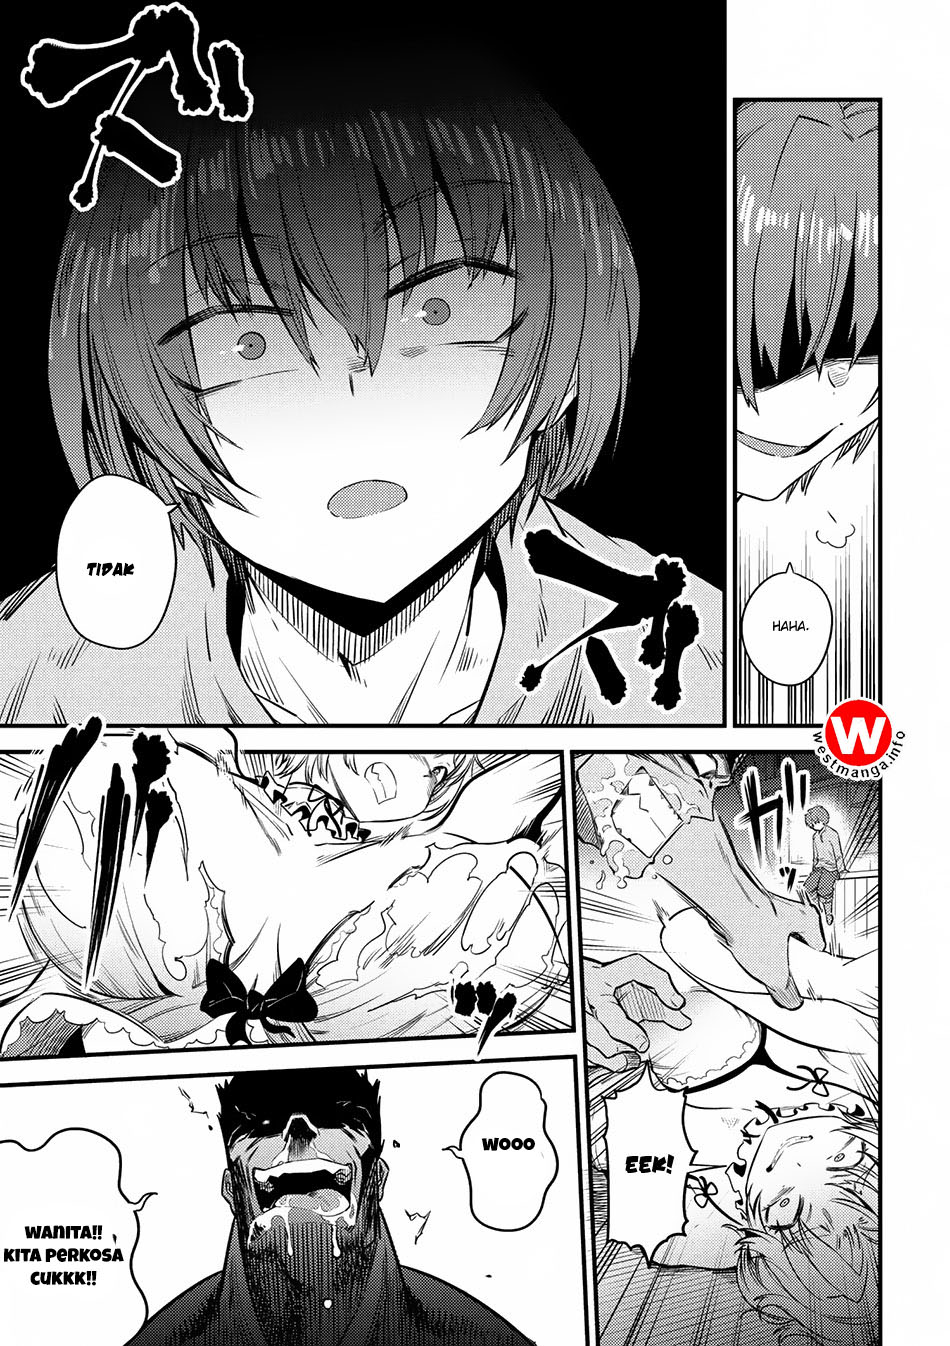 HAHA.
TIDAK
W
westmanga.info
EEK!
WOOO
WANITA!!
KITA PERKOSA
CUKKK!!